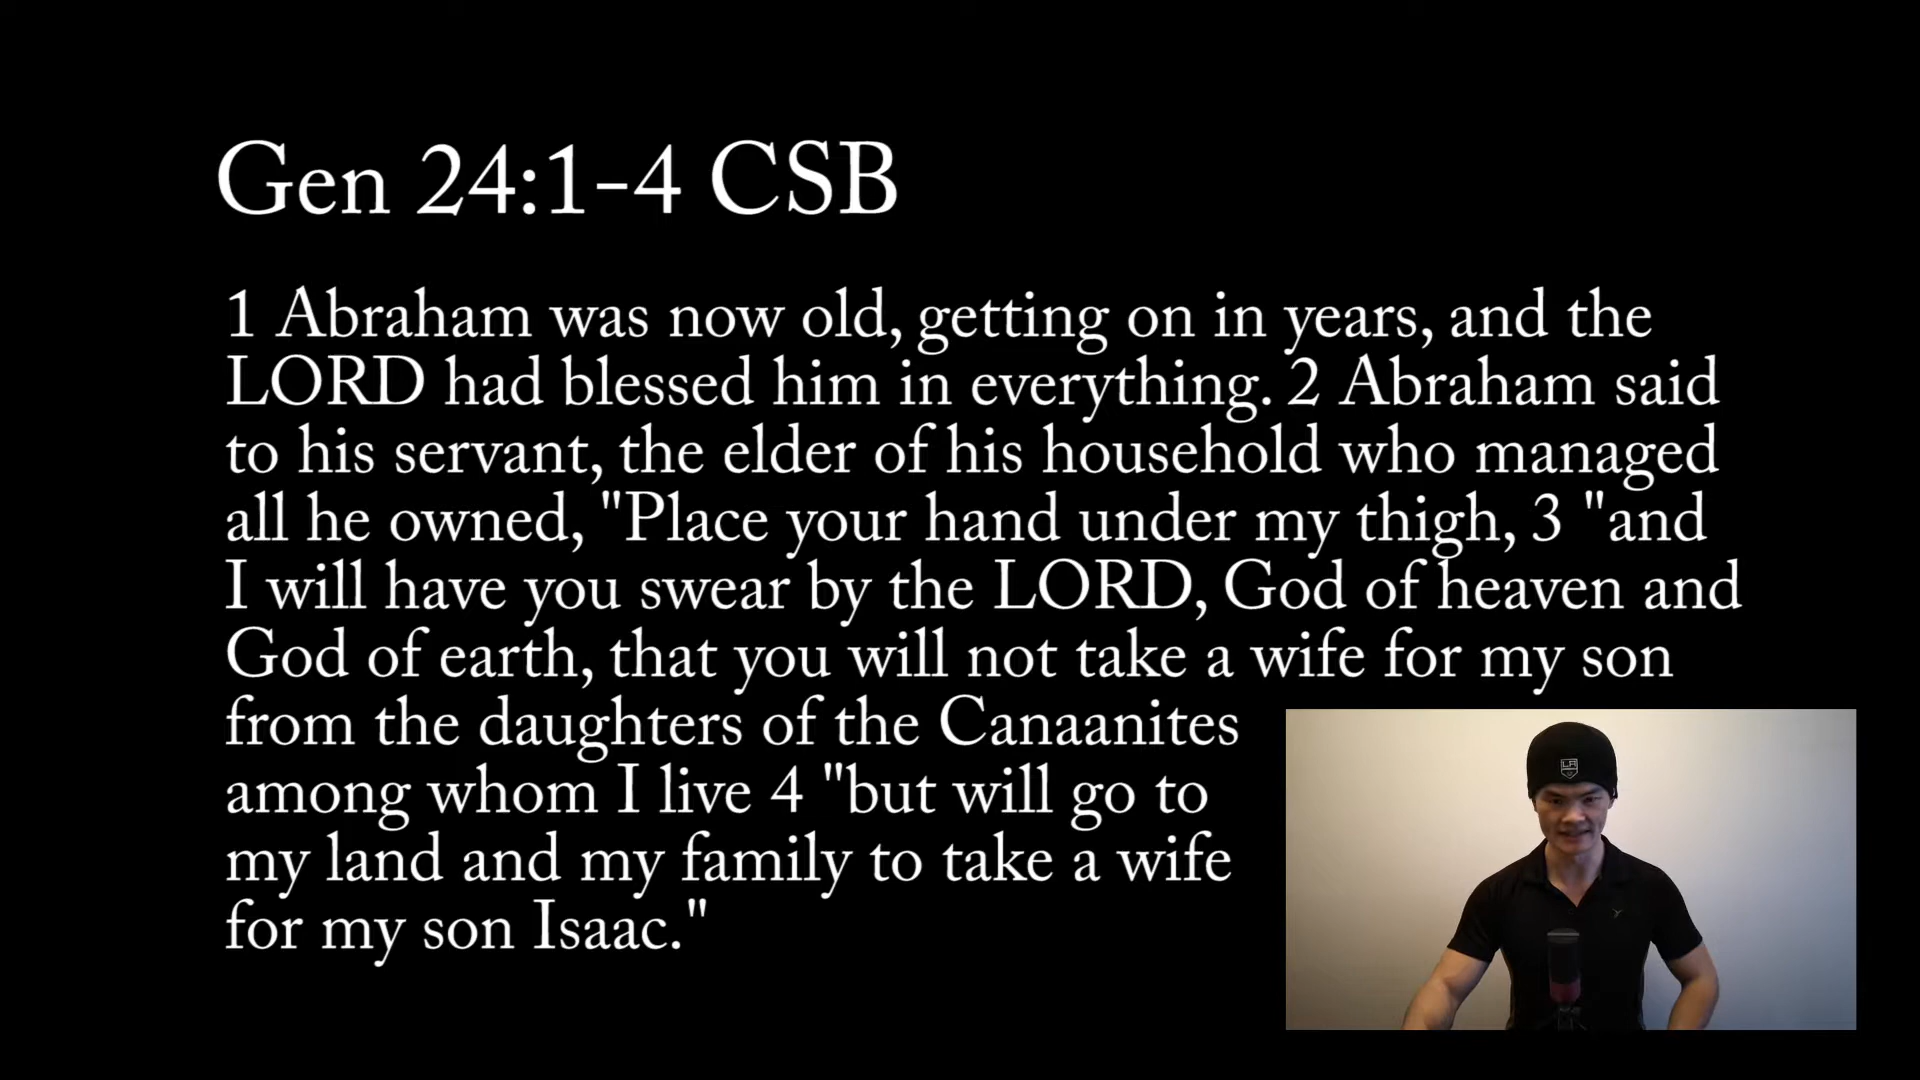 Gen 24:1-4 CSB
1 Abraham was now old, getting on in years, and the
LORD had blessed him in everything. 2 Abraham said
to his servant, the elder of his household who managed
all he owned, "Place your hand under my thigh, 3 "and
I will have you swear by the LORD, God of heaven and
God of earth, that you will not take a wife for my son
from the daughters of the Canaanites
among whom I live 4 "but will go to
my land and my family to take a wife
for my son Isaac."
LA